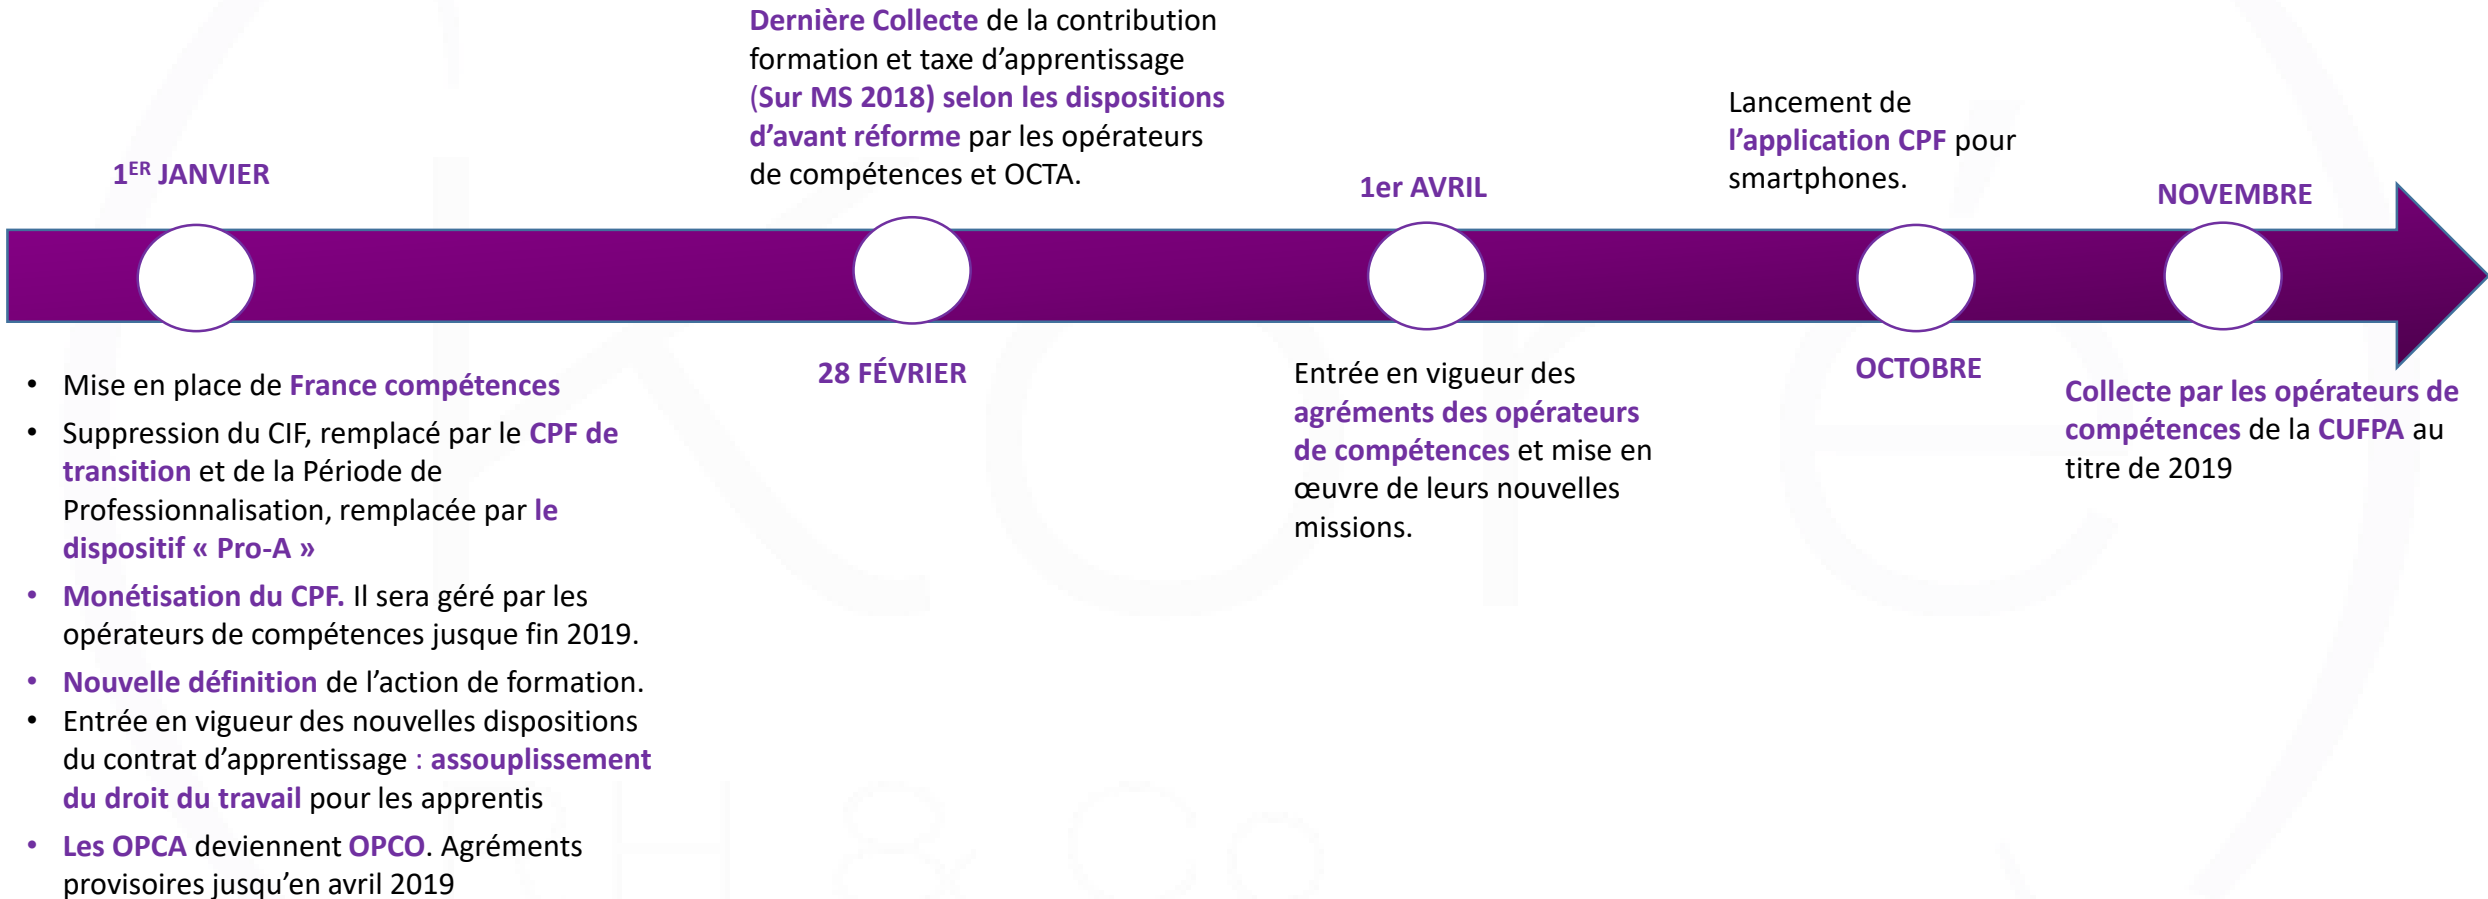 1ER JANVIER
• Mise en place de France compétences
• Suppression du CIF, remplacé par le CPF de
transition et de la Période de
Professionnalisation, remplacée par le
dispositif « Pro-A »
• Monétisation du CPF. Il sera géré par les
opérateurs de compétences jusque fin 2019.
• Nouvelle définition de l’action de formation.
• Entrée en vigueur des nouvelles dispositions
du contrat d’apprentissage : assouplissement
du droit du travail pour les apprentis
• Les OPCA deviennent OPCO. Agréments
provisoires jusqu’en avril 2019
Dernière Collecte de la contribution
formation et taxe d’apprentissage
(Sur MS 2018) selon les dispositions
d’avant réforme par les opérateurs
de compétences et OCTA.
28 FÉVRIER
1er AVRIL
Entrée en vigueur des
agréments des opérateurs
de compétences et mise en
œuvre de leurs nouvelles
missions.
Lancement de
l’application CPF pour
smartphones.
OCTOBRE
NOVEMBRE
Collecte par les opérateurs de
compétences de la CUFPA au
titre de 2019
Koré
RH & Co